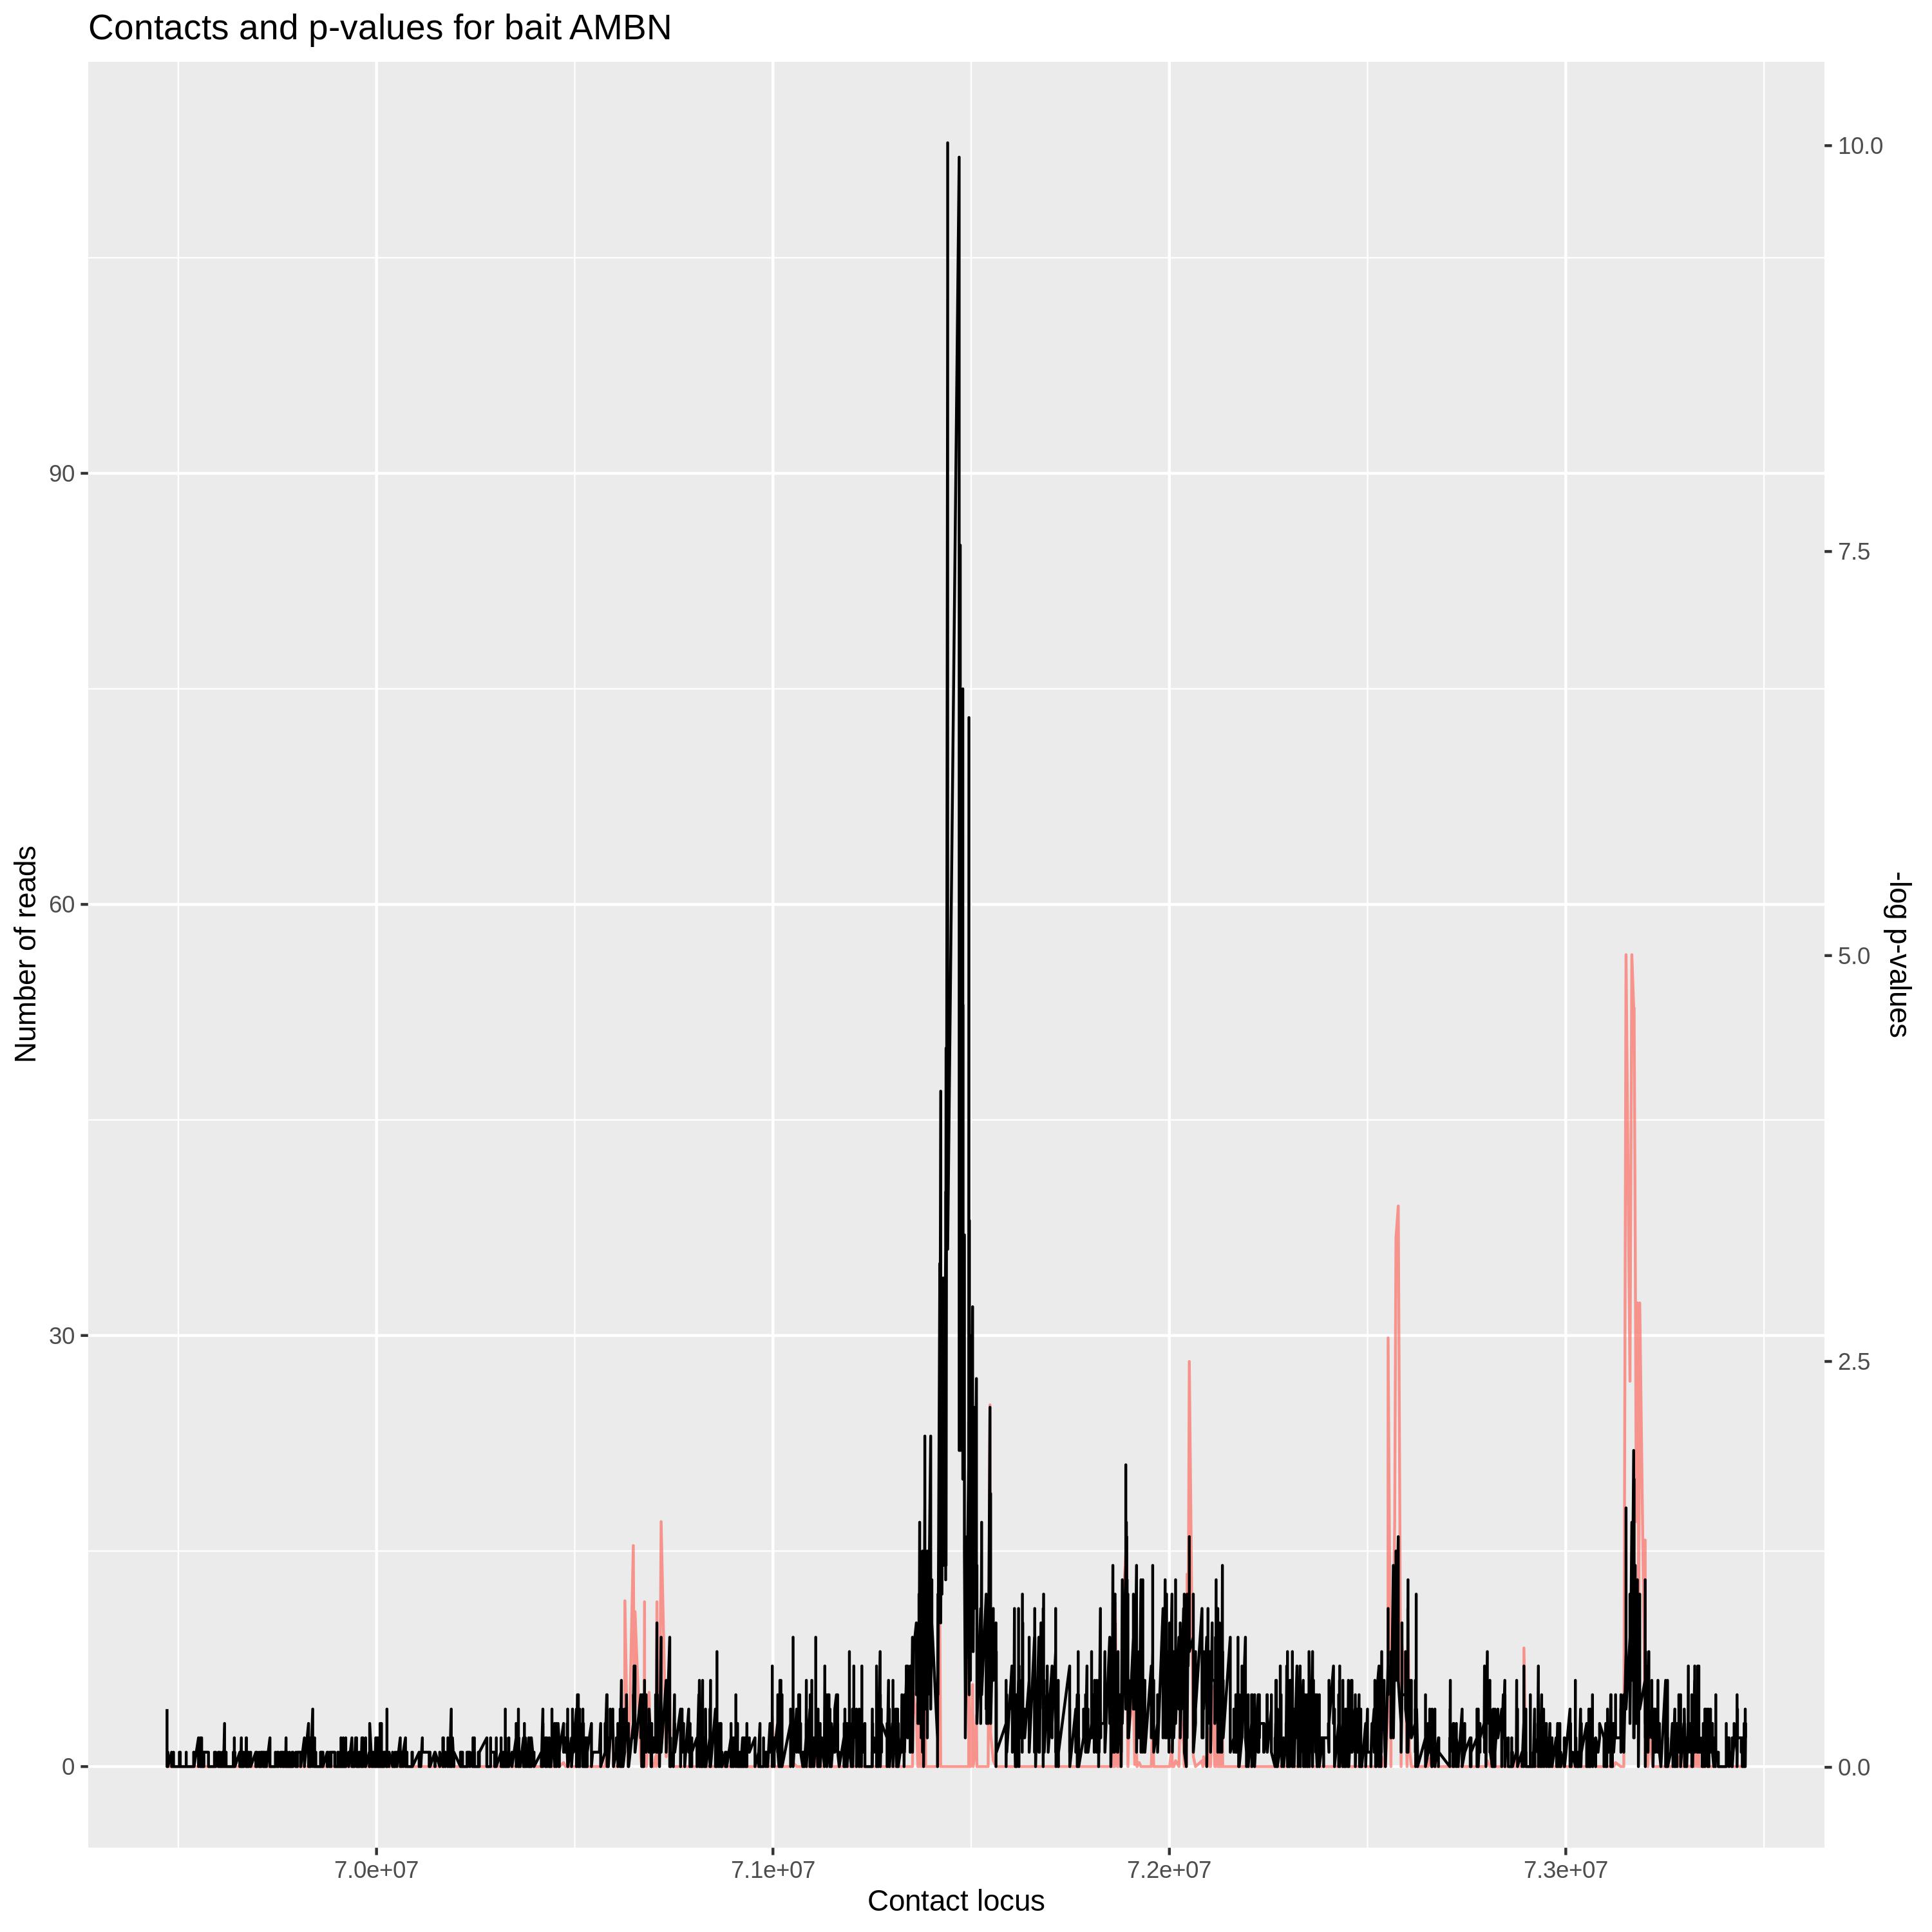 Contacts and p-values for bait AMBN
Number of reads
90
60
30
0
10.0
7.5
5.0
2.5
0.0
-log p-values
7.0e+07
7.1e+07
7.2e+07
7.3e+07
Contact locus